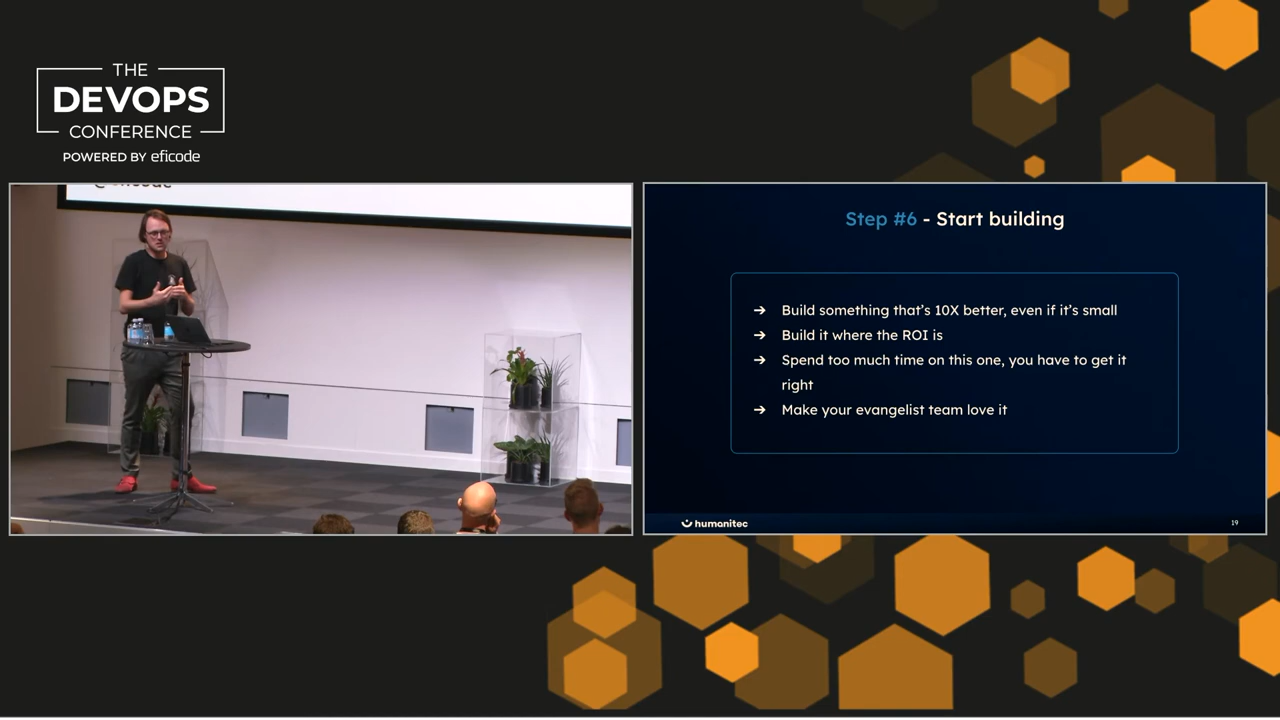 THE
DEVOPS
CONFERENCE
POWERED BY eficode
Step #6 - Start building
➔ Build something that's 10X better, even if it's small
➔ Build it where the ROI is
➔ Spend too much time on this one, you have to get it
right
➔ Make your evangelist team love it
humanitec
19